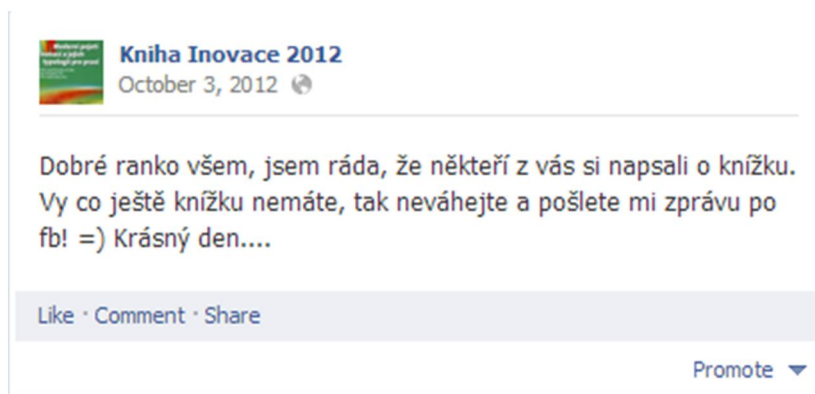 Kniha Inovace 2012
October 3, 2012
Dobré ranko všem, jsem ráda, že někteří z vás si napsali o knížku.
Vy co ještě knížku nemáte, tak neváhejte a pošlete mi zprávu po
fb! =) Krásný den....
Like · Comment · Share
Promote